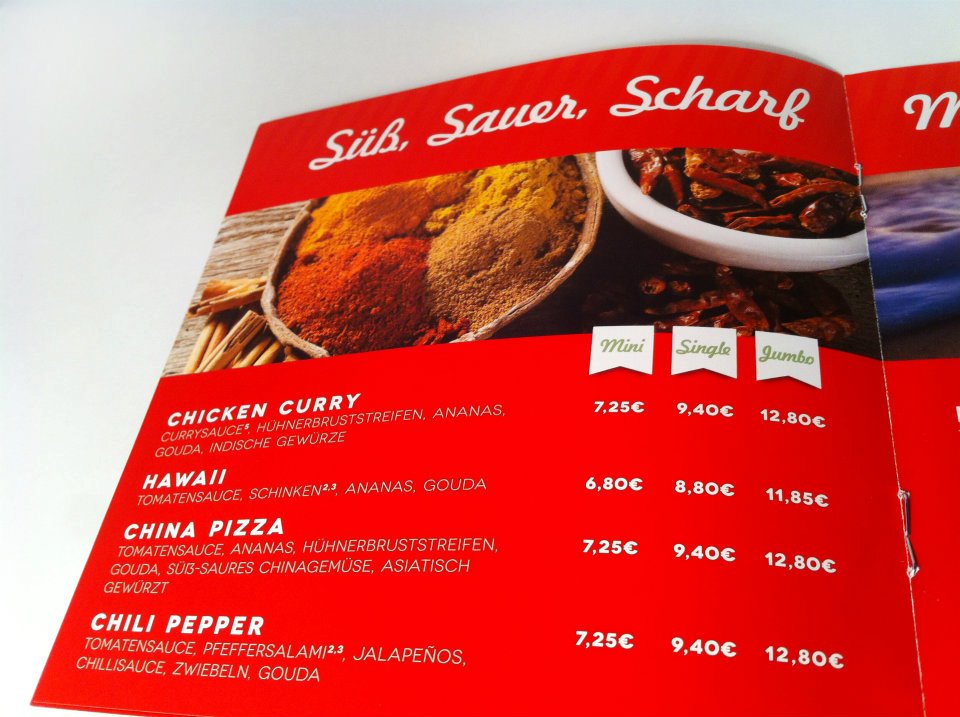 Süß, Sauer, Scharf
M
Mini Single Jumbo
CHICKEN CURRY 7,25€ 9,40€ 12,80€
CURRYSAUCE⁵, HÜHNERBRUSTSTREIFEN, ANANAS,
GOUDA, INDISCHE GEWÜRZE
HAWAII 6,80€ 8,80€ 11,85€
TOMATENSAUCE, SCHINKEN²,³, ANANAS, GOUDA
CHINA PIZZA 7,25€ 9,40€ 12,80€
TOMATENSAUCE, ANANAS, HÜHNERBRUSTSTREIFEN,
GOUDA, SÜß-SAURES CHINAGEMÜSE, ASIATISCH
GEWÜRZT
CHILI PEPPER 7,25€ 9,40€ 12,80€
TOMATENSAUCE, PFEFFERSALAMI²,³, JALAPEÑOS,
CHILLISAUCE, ZWIEBELN, GOUDA